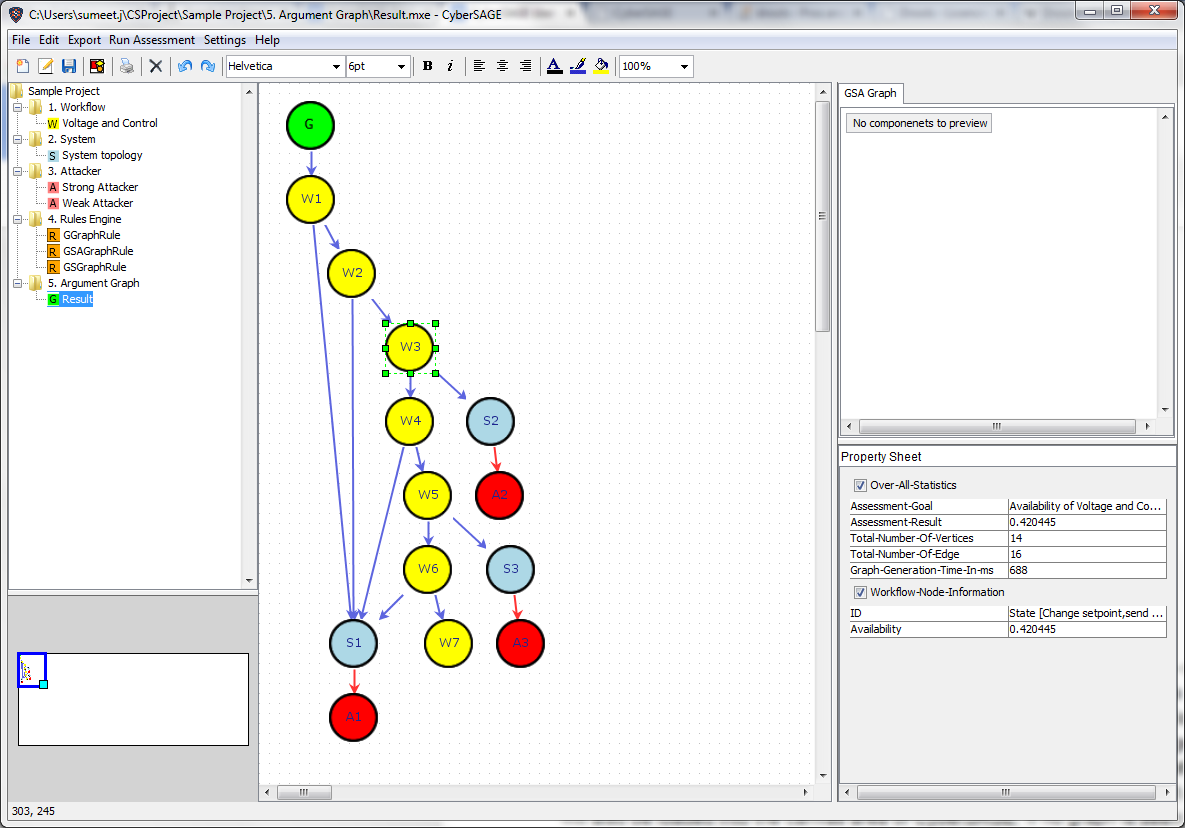 C:\Users\sumeet.j\CSProject\Sample Project\5. Argument Graph\Result.mxe - CyberSAGE
File Edit Export Run Assessment Settings Help
Helvetica 6pt B i A 100%
Sample Project
1. Workflow
W Voltage and Control
2. System
S System topology
3. Attacker
A Strong Attacker
A Weak Attacker
4. Rules Engine
R GGraphRule
R GSAGraphRule
R GSGraphRule
5. Argument Graph
G Result
G
W1
W2
W3
W4 S2
W5 A2
W6 S3
S1 W7 A3
A1
GSA Graph
No componenets to preview
Property Sheet
Over-All-Statistics
Assessment-Goal Availability of Voltage and Co...
Assessment-Result 0.420445
Total-Number-Of-Vertices 14
Total-Number-Of-Edge 16
Graph-Generation-Time-In-ms 688
Workflow-Node-Information
ID State [Change setpoint,send ...
Availability 0.420445
303, 245